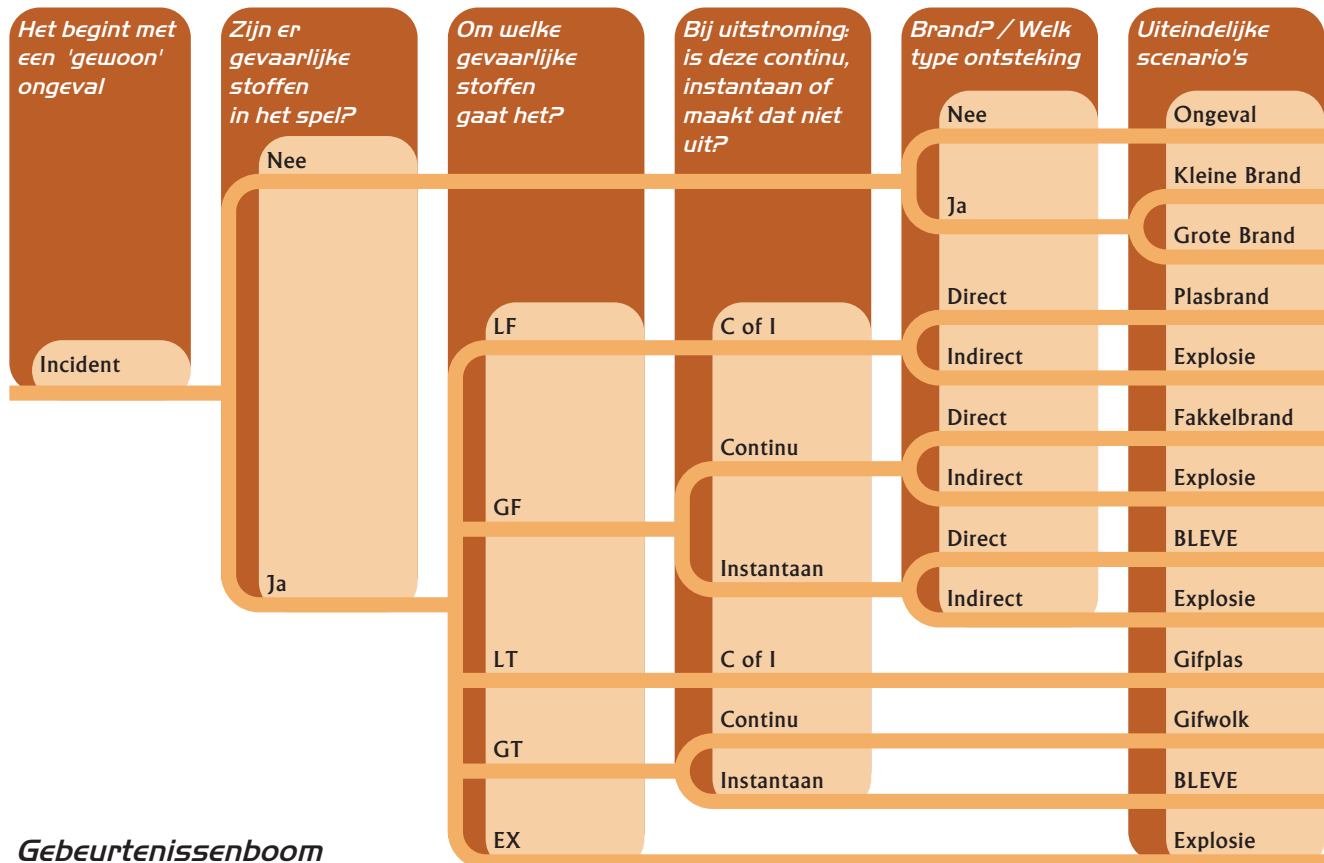 Het begint met
een 'gewoon'
ongeval
Zijn er
gevaarlijke
stoffen
in het spel?
Om welke
gevaarlijke
stoffen
gaat het?
Bij uitstroming:
is deze continu,
instantaan of
maakt dat niet
uit?
Brand? / Welk
type ontsteking
Uiteindelijke
scenario's
Incident
Nee
Ja
LF
GF
LT
GT
EX
C of I
Continu
Instantaan
C of I
Continu
Instantaan
Nee
Ja
Direct
Indirect
Direct
Indirect
Direct
Indirect
Ongeval
Kleine Brand
Grote Brand
Plasbrand
Explosie
Fakkelbrand
Explosie
BLEVE
Explosie
Gifplas
Gifwolk
BLEVE
Explosie
Gebeurtenissenboom